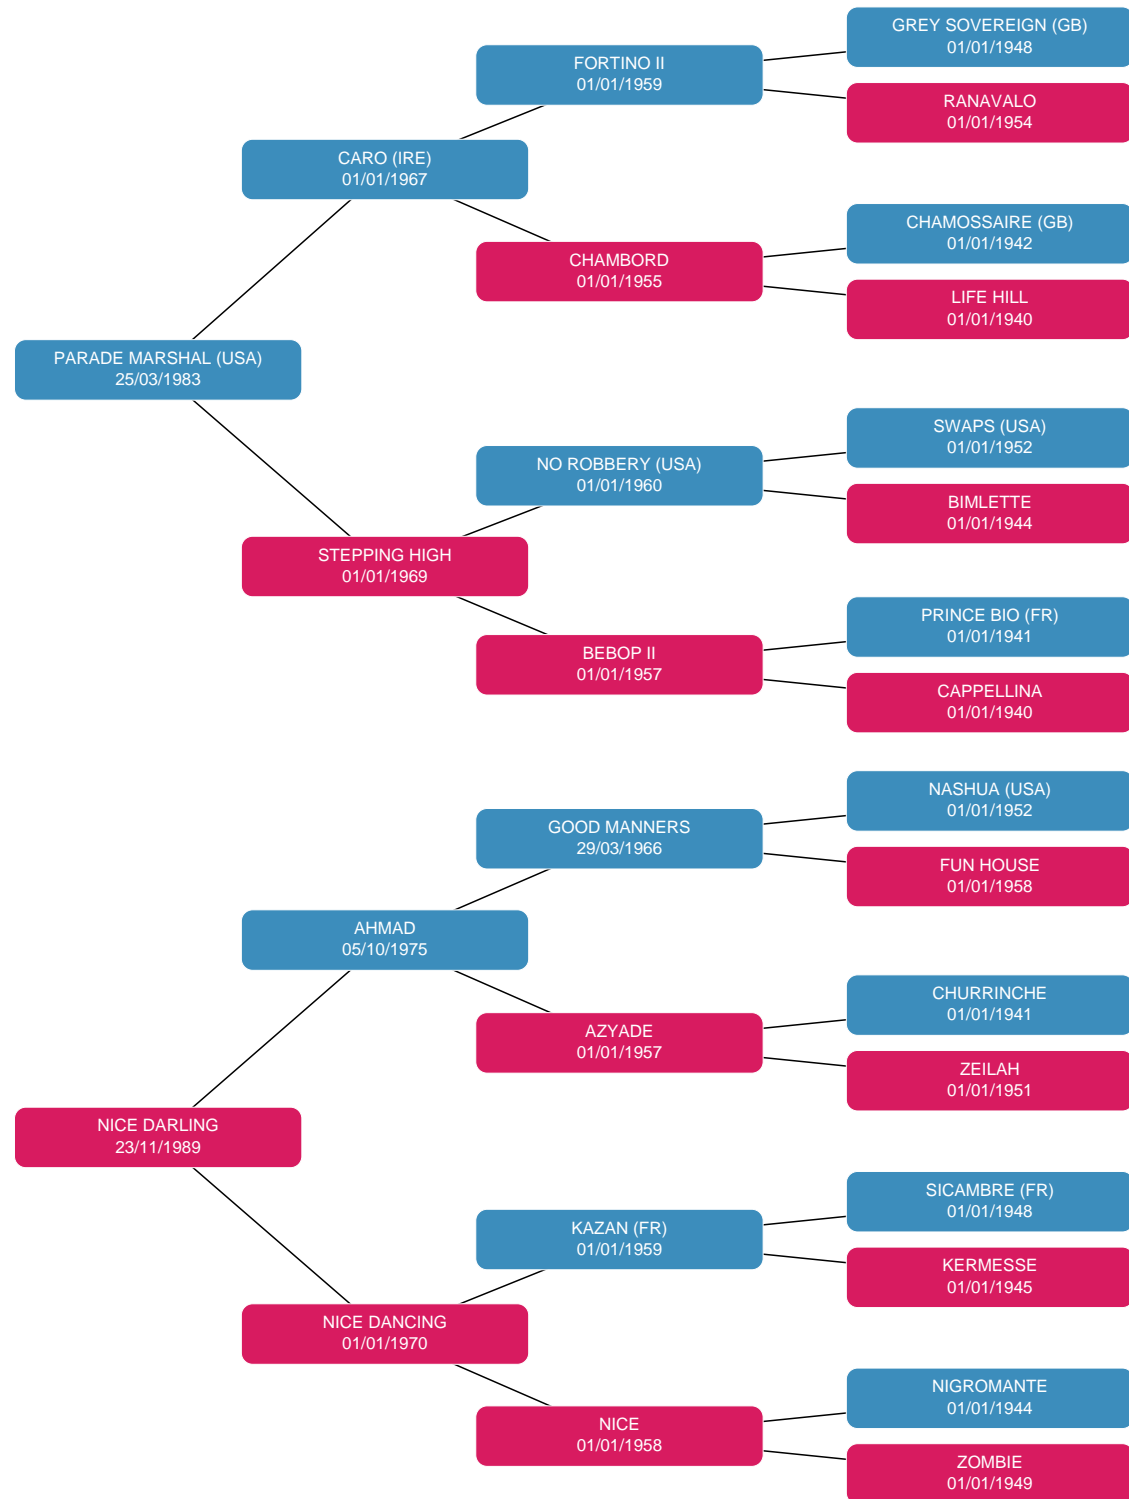 GREY SOVEREIGN (GB)
01/01/1948
FORTINO II
01/01/1959
RANAVALO
01/01/1954
CARO (IRE)
01/01/1967
CHAMOSSAIRE (GB)
01/01/1942
CHAMBORD
01/01/1955
LIFE HILL
01/01/1940
PARADE MARSHAL (USA)
25/03/1983
SWAPS (USA)
01/01/1952
NO ROBBERY (USA)
01/01/1960
BIMLETTE
01/01/1944
STEPPING HIGH
01/01/1969
PRINCE BIO (FR)
01/01/1941
BEBOP II
01/01/1957
CAPPELLINA
01/01/1940
NASHUA (USA)
01/01/1952
GOOD MANNERS
29/03/1966
FUN HOUSE
01/01/1958
AHMAD
05/10/1975
CHURRINCHE
01/01/1941
AZYADE
01/01/1957
ZEILAH
01/01/1951
NICE DARLING
23/11/1989
SICAMBRE (FR)
01/01/1948
KAZAN (FR)
01/01/1959
KERMESSE
01/01/1945
NICE DANCING
01/01/1970
NIGROMANTE
01/01/1944
NICE
01/01/1958
ZOMBIE
01/01/1949